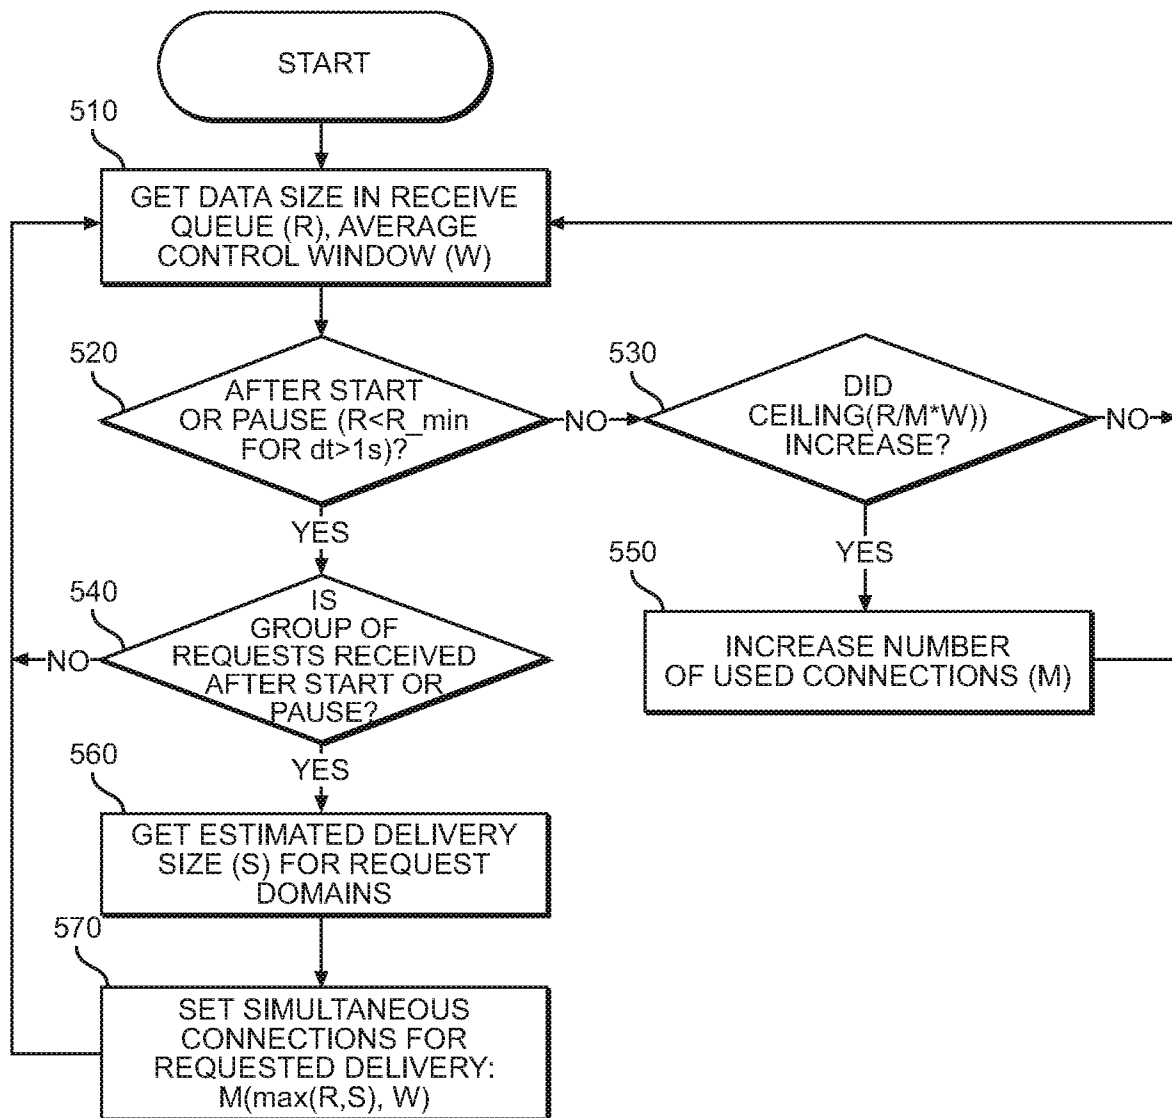 START
510
GET DATA SIZE IN RECEIVE
QUEUE (R), AVERAGE
CONTROL WINDOW (W)
520
AFTER START
OR PAUSE (R<R_min
FOR dt>1s)?
NO
530
DID
CEILING(R/M*W))
INCREASE?
NO
YES
YES
540
IS
GROUP OF
REQUESTS RECEIVED
AFTER START OR
PAUSE?
NO
550
INCREASE NUMBER
OF USED CONNECTIONS (M)
YES
560
GET ESTIMATED DELIVERY
SIZE (S) FOR REQUEST
DOMAINS
570
SET SIMULTANEOUS
CONNECTIONS FOR
REQUESTED DELIVERY:
M(max(R,S), W)